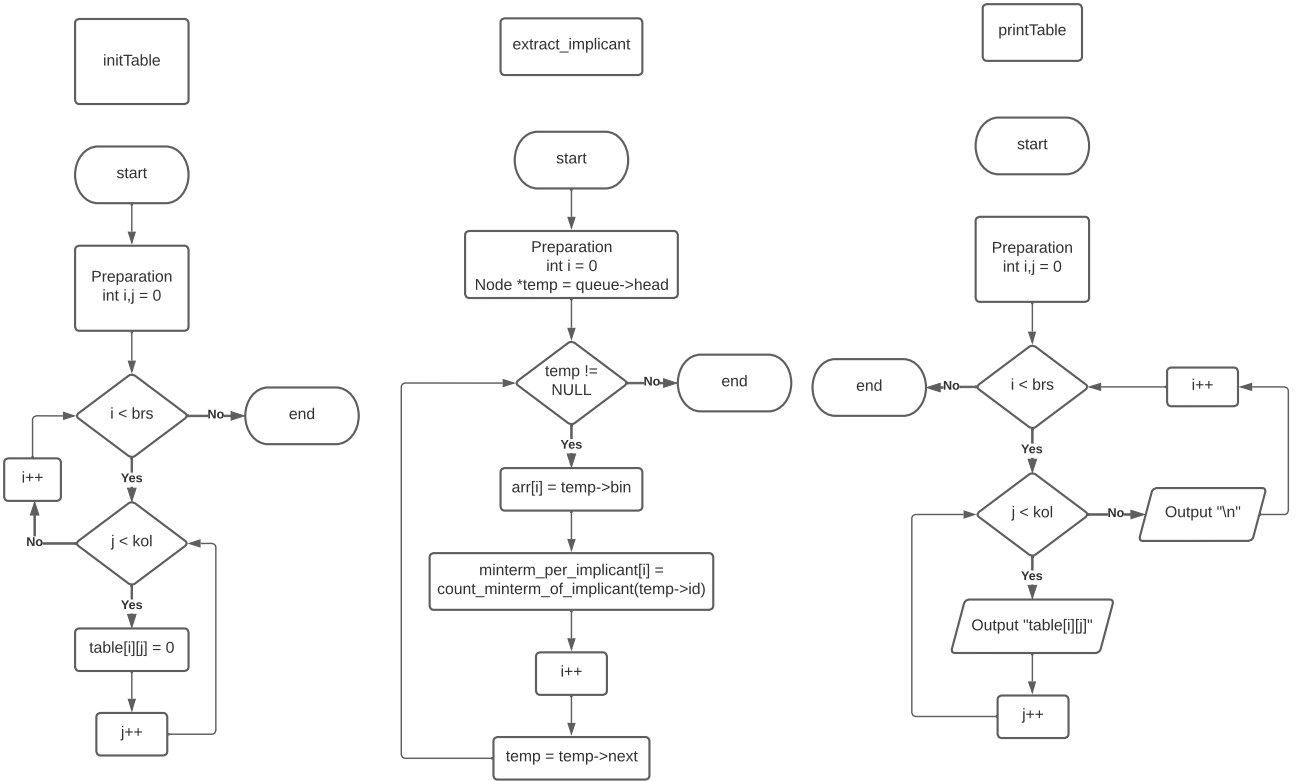 initTable
start
Preparation
int i,j = 0
i < brs
No
end
Yes
i++
j < kol
No
Yes
table[i][j] = 0
j++
extract_implicant
start
Preparation
int i = 0
Node *temp = queue->head
temp !=
NULL
No
end
Yes
arr[i] = temp->bin
minterm_per_implicant[i] =
count_minterm_of_implicant(temp->id)
i++
temp = temp->next
printTable
start
Preparation
int i,j = 0
end
No
i < brs
i++
Yes
j < kol
No
Output "\n"
Yes
Output "table[i][j]"
j++